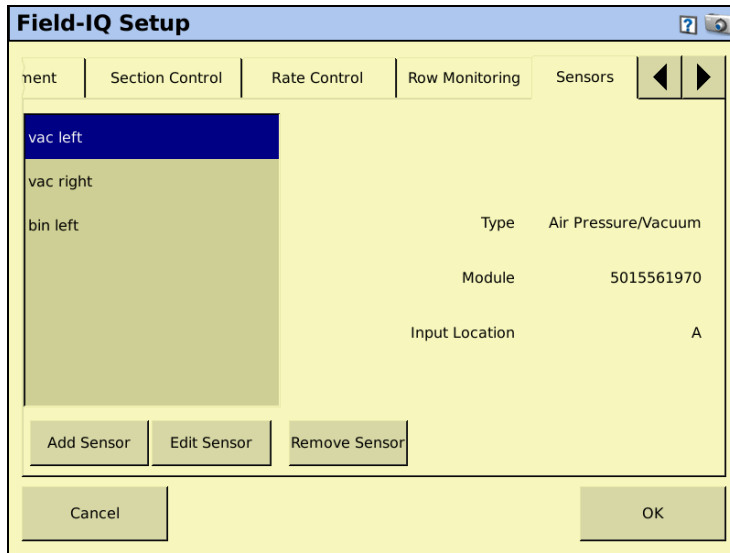 Field-IQ Setup
?
ment
Section Control
Rate Control
Row Monitoring
Sensors
vac left
vac right
bin left
Type
Air Pressure/Vacuum
Module
5015561970
Input Location
A
Add Sensor
Edit Sensor
Remove Sensor
Cancel
OK